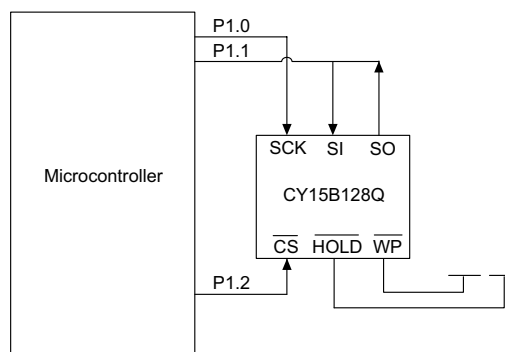 P1.0
P1.1
SCK SI SO
Microcontroller
CY15B128Q
CS HOLD WP
P1.2